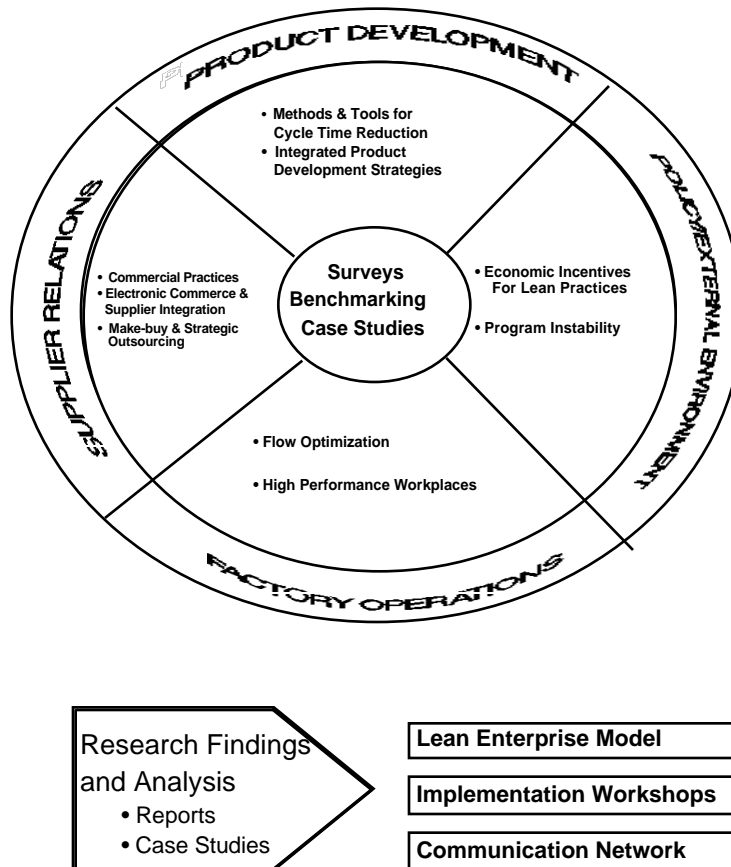 PRODUCT DEVELOPMENT
• Methods & Tools for
Cycle Time Reduction
• Integrated Product
Development Strategies
SUPPLIER RELATIONS
• Commercial Practices
• Electronic Commerce &
Supplier Integration
• Make-buy & Strategic
Outsourcing
Surveys
Benchmarking
Case Studies
• Economic Incentives
For Lean Practices
• Program Instability
POLICY/EXTERNAL ENVIRONMENT
• Flow Optimization
• High Performance Workplaces
FACTORY OPERATIONS
Research Findings
and Analysis
• Reports
• Case Studies
Lean Enterprise Model
Implementation Workshops
Communication Network